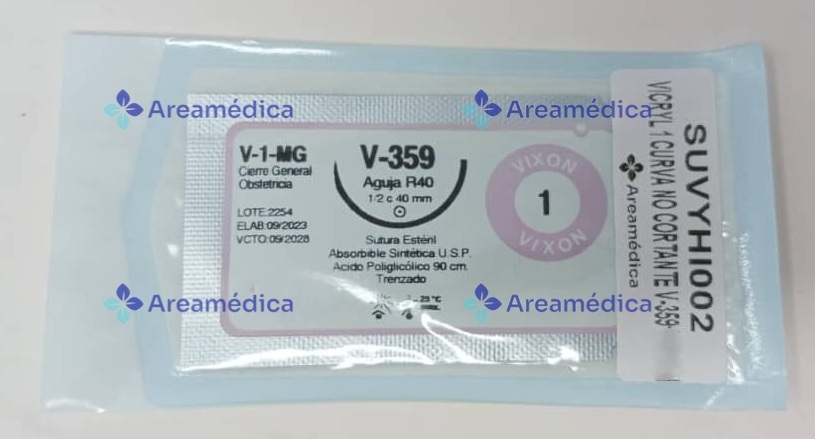 Areamédica
Areamédica
V-1-MG
Cierre General
Obstetricia
LOTE:2254
ELAB:09/2023
VCTO:09/2028
V-359
Aguja R40
1/2 c 40 mm
Sutura Estéril
Absorbible Sintética U.S.P.
Acido Poliglicólico 90 cm.
Trenzado
25 °C
VIXON
1
VIXON
SUVYHI002
VICRYL 1 CURVA NO CORTANTE V-359
Areamédica
Areamédica
Areamédica